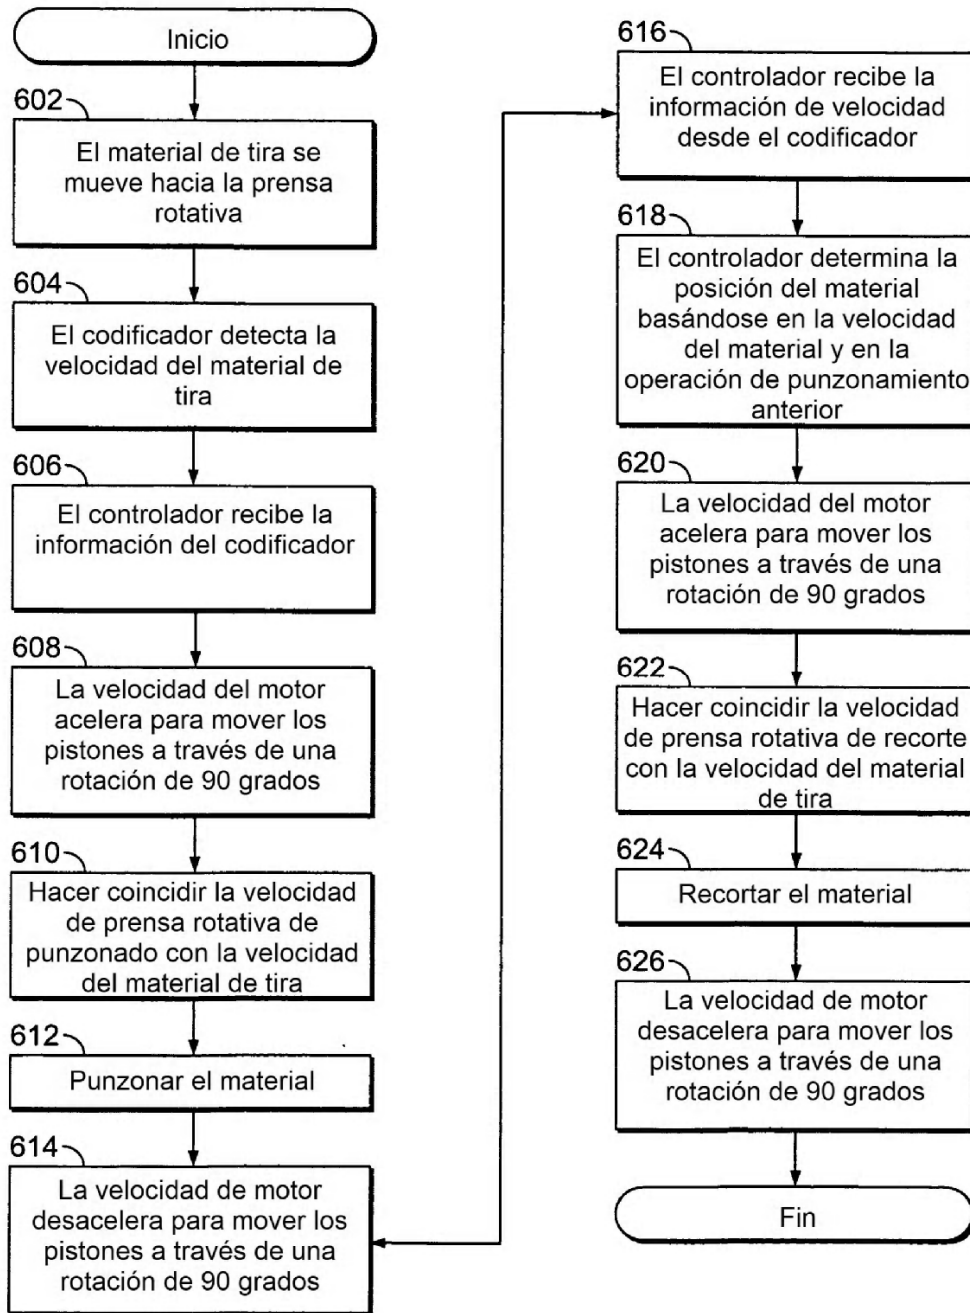 Inicio
602
El material de tira se
mueve hacia la prensa
rotativa
604
El codificador detecta la
velocidad del material de
tira
606
El controlador recibe la
información del codificador
608
La velocidad del motor
acelera para mover los
pistones a través de una
rotación de 90 grados
610
Hacer coincidir la velocidad
de prensa rotativa de
punzonado con la velocidad
del material de tira
612
Punzonar el material
614
La velocidad de motor
desacelera para mover los
pistones a través de una
rotación de 90 grados
616
El controlador recibe la
información de velocidad
desde el codificador
618
El controlador determina la
posición del material
basándose en la velocidad
del material y en la
operación de punzonamiento
anterior
620
La velocidad del motor
acelera para mover los
pistones a través de una
rotación de 90 grados
622
Hacer coincidir la velocidad
de prensa rotativa de recorte
con la velocidad del material
de tira
624
Recortar el material
626
La velocidad de motor
desacelera para mover los
pistones a través de una
rotación de 90 grados
Fin